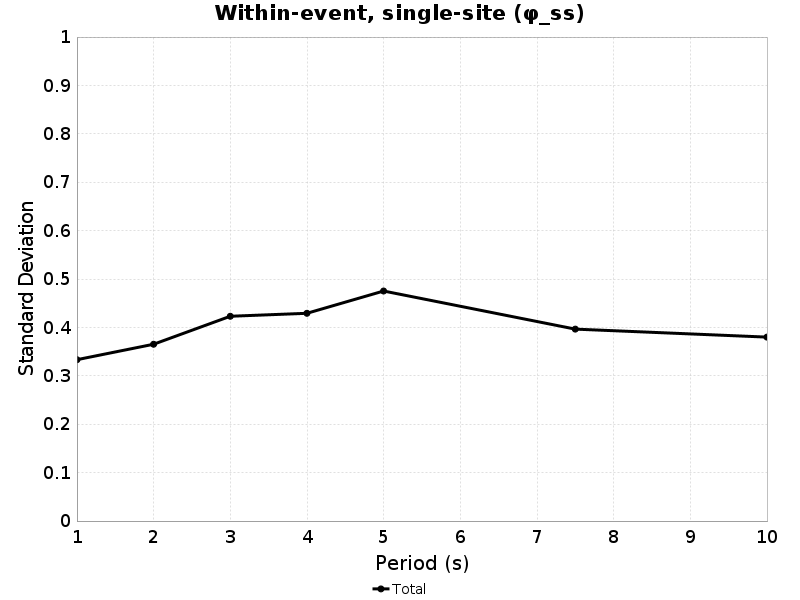 Within-event, single-site (φ_ss)
1
0.9
0.8
0.7
0.6
0.5
0.4
0.3
0.2
0.1
0
Standard Deviation
1 2 3 4 5 6 7 8 9 10
Period (s)
Total